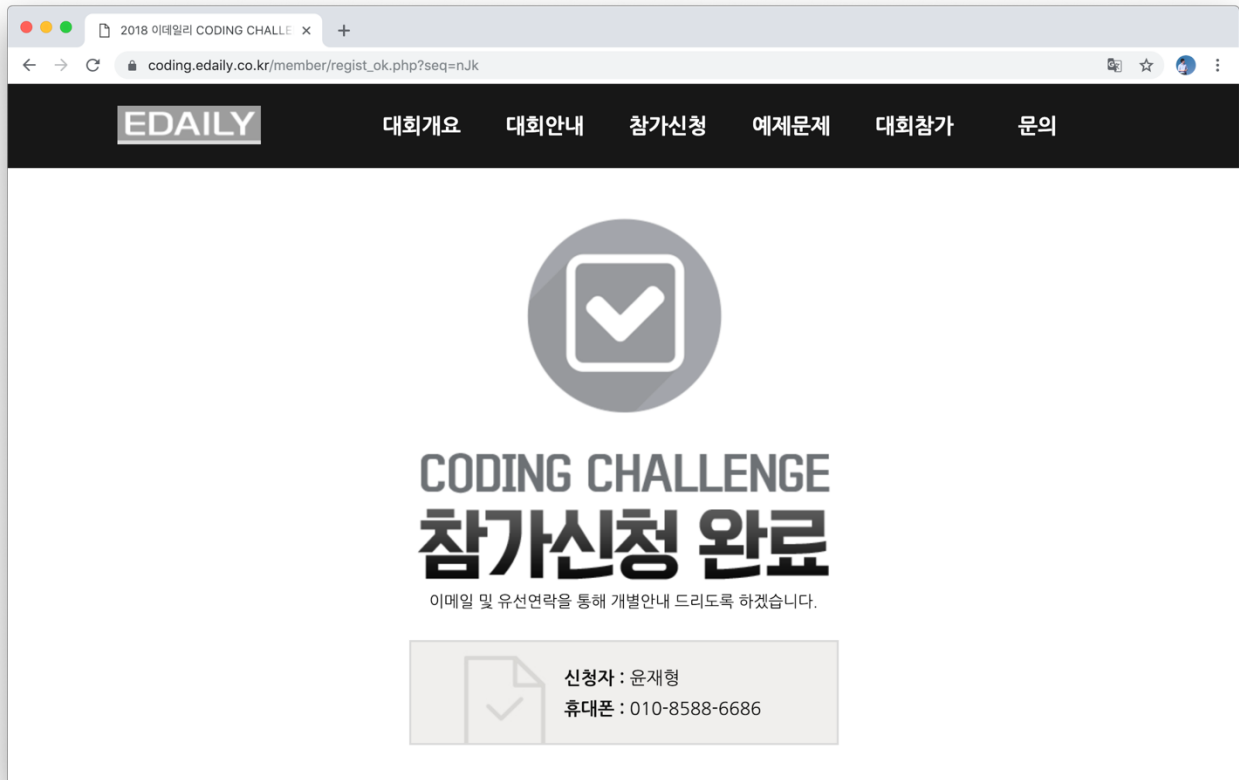 2018 이데일리 CODING CHALLE
coding.edaily.co.kr/member/regist_ok.php?seq=nJk
EDAILY 대회개요 대회안내 참가신청 예제문제 대회참가 문의
CODING CHALLENGE
참가신청 완료
이메일 및 유선연락을 통해 개별안내 드리도록 하겠습니다.
신청자 : 윤재형
휴대폰 : 010-8588-6686